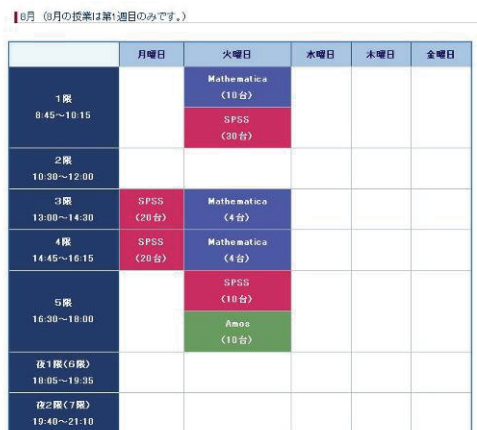 8月 (8月の授業は第1週目のみです。)
月曜日 火曜日 水曜日 木曜日 金曜日
1限
8:45～10:15
Mathematica
(10台)
SPSS
(30台)
2限
10:30～12:00
3限
13:00～14:30
SPSS
(20台)
Mathematica
(4台)
4限
14:45～16:15
SPSS
(20台)
Mathematica
(4台)
5限
16:30～18:00
SPSS
(10台)
Amos
(10台)
夜1限(6限)
18:05～19:35
夜2限(7限)
19:40～21:10